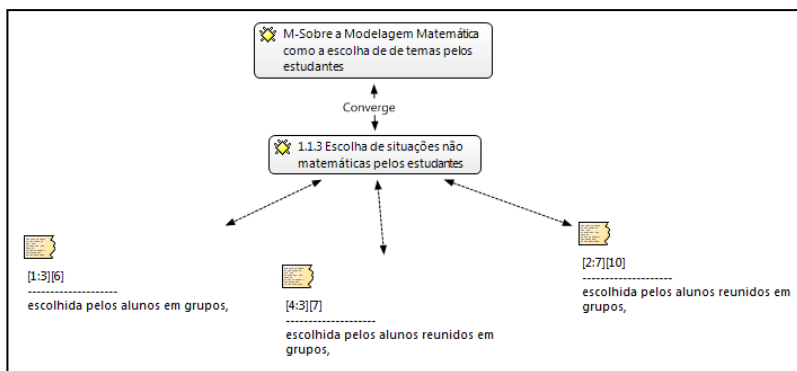 M-Sobre a Modelagem Matemática
como a escolha de de temas pelos
estudantes
Converge
1.1.3 Escolha de situações não
matemáticas pelos estudantes
[1:3][6]
--------------------
escolhida pelos alunos em grupos,
[4:3][7]
--------------------
escolhida pelos alunos reunidos em
grupos,
[2:7][10]
--------------------
escolhida pelos alunos reunidos em
grupos,